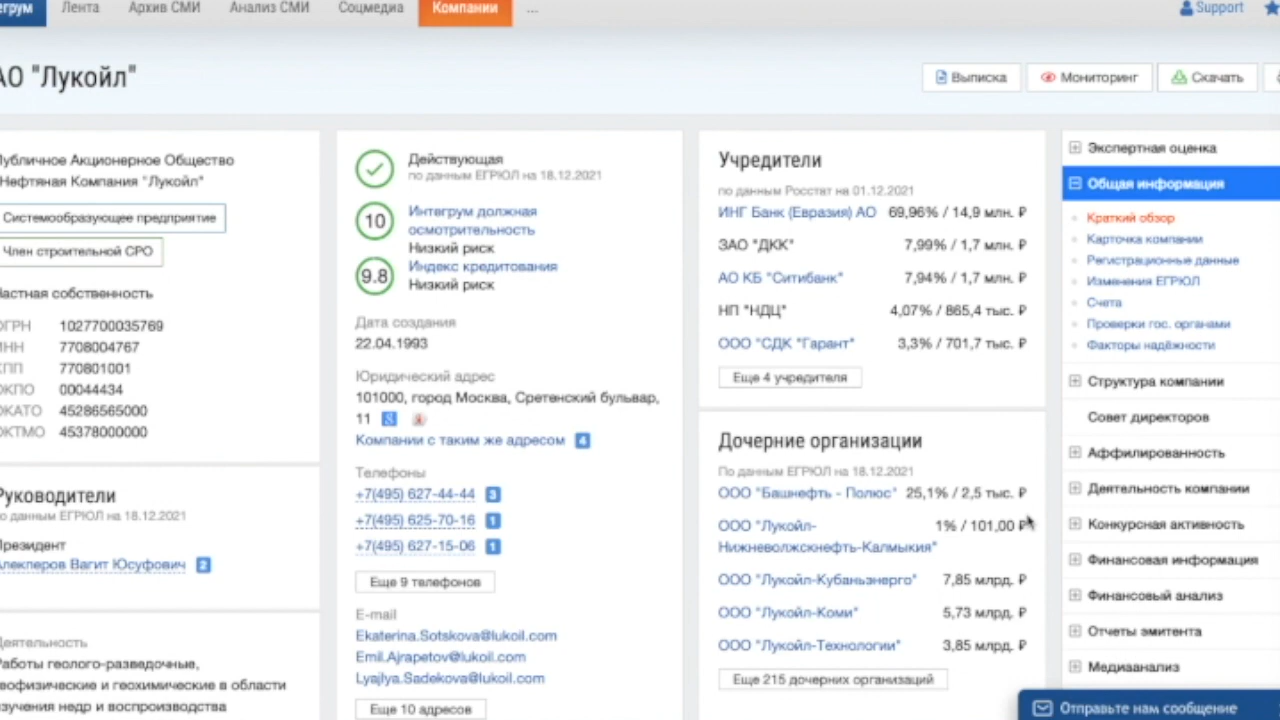 егрум
Лента
Архив СМИ
Анализ СМИ
Соцмедиа
Компании
...
Support
АО "Лукойл"
Выписка
Мониторинг
Скачать
Публичное Акционерное Общество
"Нефтяная Компания "Лукойл"
Системообразующее предприятие
Член строительной СРО
Частная собственность
ОГРН 1027700035769
ИНН 7708004767
КПП 770801001
ОКПО 00044434
ОКАТО 45286565000
ОКТМО 45378000000
Руководители
по данным ЕГРЮЛ на 18.12.2021
Президент
Алекперов Вагит Юсуфович 2
Деятельность
Работы геолого-разведочные,
геофизические и геохимические в области
изучения недр и воспроизводства
Действующая
по данным ЕГРЮЛ на 18.12.2021
10
Интегрум должная
осмотрительность
Низкий риск
9.8
Индекс кредитования
Низкий риск
Дата создания
22.04.1993
Юридический адрес
101000, город Москва, Сретенский бульвар,
11
Компании с таким же адресом 4
Телефоны
+7(495) 627-44-44 3
+7(495) 625-70-16 1
+7(495) 627-15-06 1
Еще 9 телефонов
E-mail
Ekaterina.Sotskova@lukoil.com
Emil.Ajrapetov@lukoil.com
Lyajlya.Sadekova@lukoil.com
Еще 10 адресов
Учредители
по данным Росстат на 01.12.2021
ИНГ Банк (Евразия) АО 69,96% / 14,9 млн. ₽
ЗАО "ДКК" 7,99% / 1,7 млн. ₽
АО КБ "Ситибанк" 7,94% / 1,7 млн. ₽
НП "НДЦ" 4,07% / 865,4 тыс. ₽
ООО "СДК "Гарант" 3,3% / 701,7 тыс. ₽
Еще 4 учредителя
Дочерние организации
По данным ЕГРЮЛ на 18.12.2021
ООО "Башнефть - Полюс" 25,1% / 2,5 тыс. ₽
ООО "Лукойл- 1% / 101,00 ₽
Нижневолжскнефть-Калмыкия"
ООО "Лукойл-Кубаньэнерго" 7,85 млрд. ₽
ООО "Лукойл-Коми" 5,73 млрд. ₽
ООО "Лукойл-Технологии" 3,85 млрд. ₽
Еще 215 дочерних организаций
Экспертная оценка
Общая информация
Краткий обзор
Карточка компании
Регистрационные данные
Изменения ЕГРЮЛ
Счета
Проверки гос. органами
Факторы надёжности
Структура компании
Совет директоров
Аффилированность
Деятельность компании
Конкурсная активность
Финансовая информация
Финансовый анализ
Отчеты эмитента
Медиаанализ
Отправьте нам сообщение